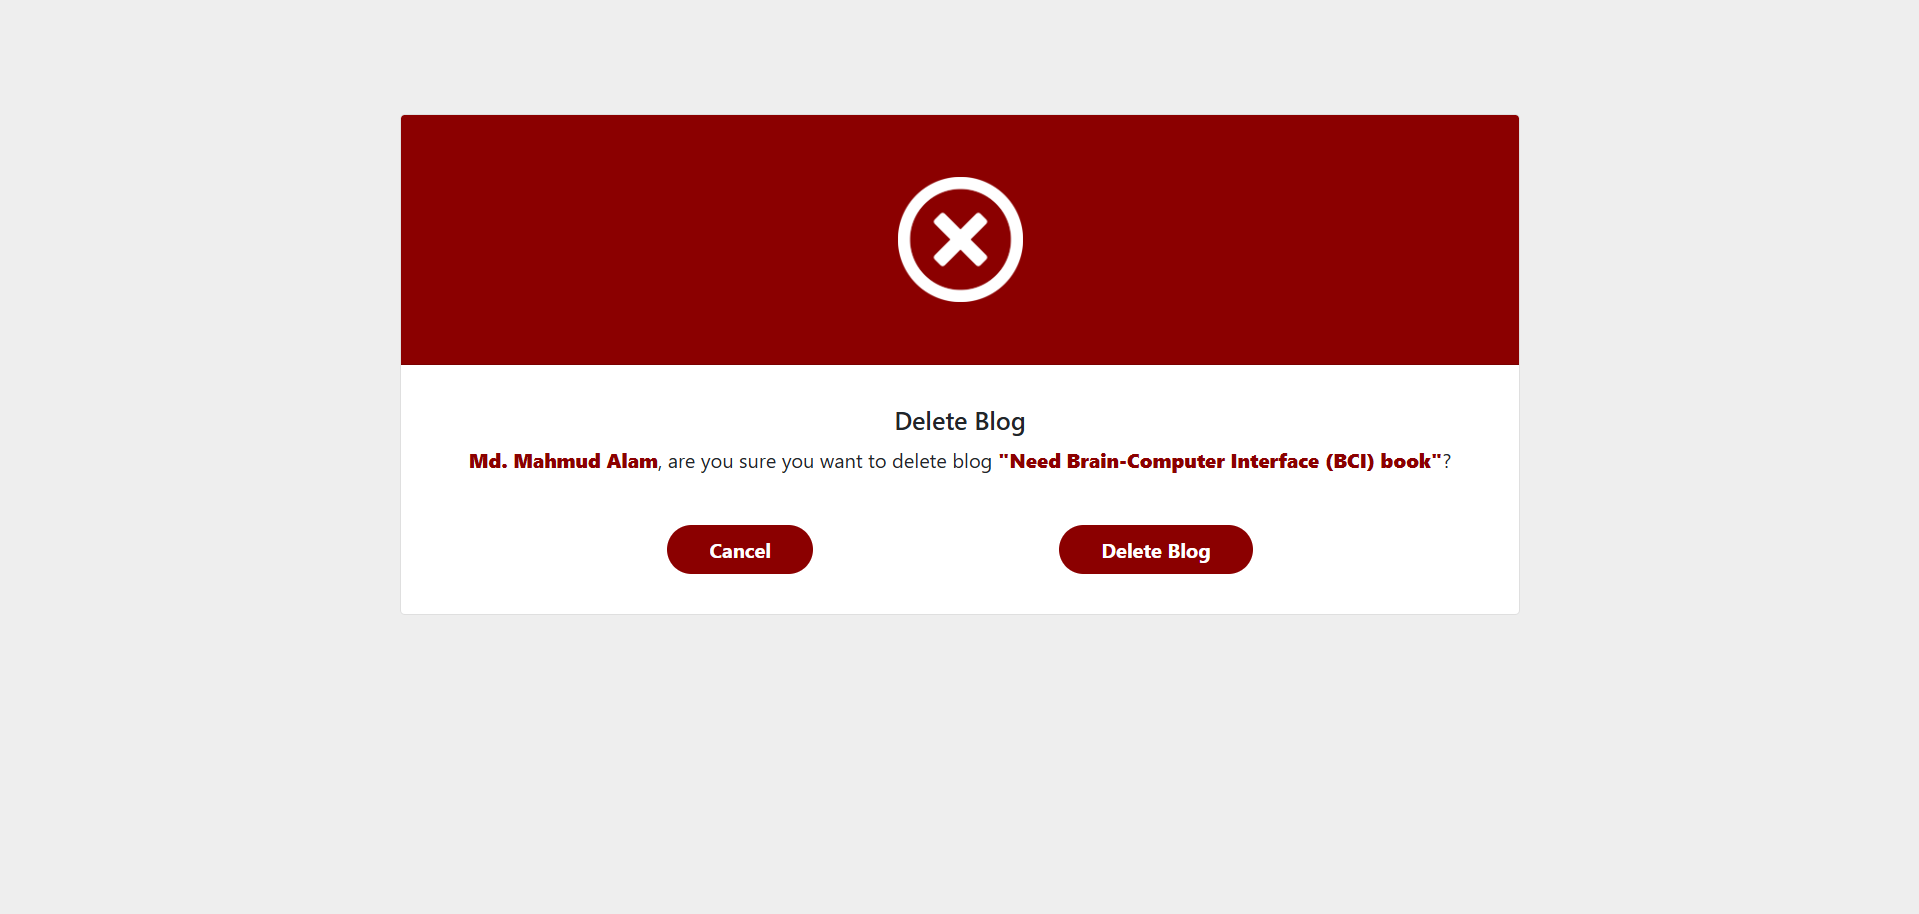 Delete Blog
Md. Mahmud Alam, are you sure you want to delete blog "Need Brain-Computer Interface (BCI) book"?
Cancel
Delete Blog